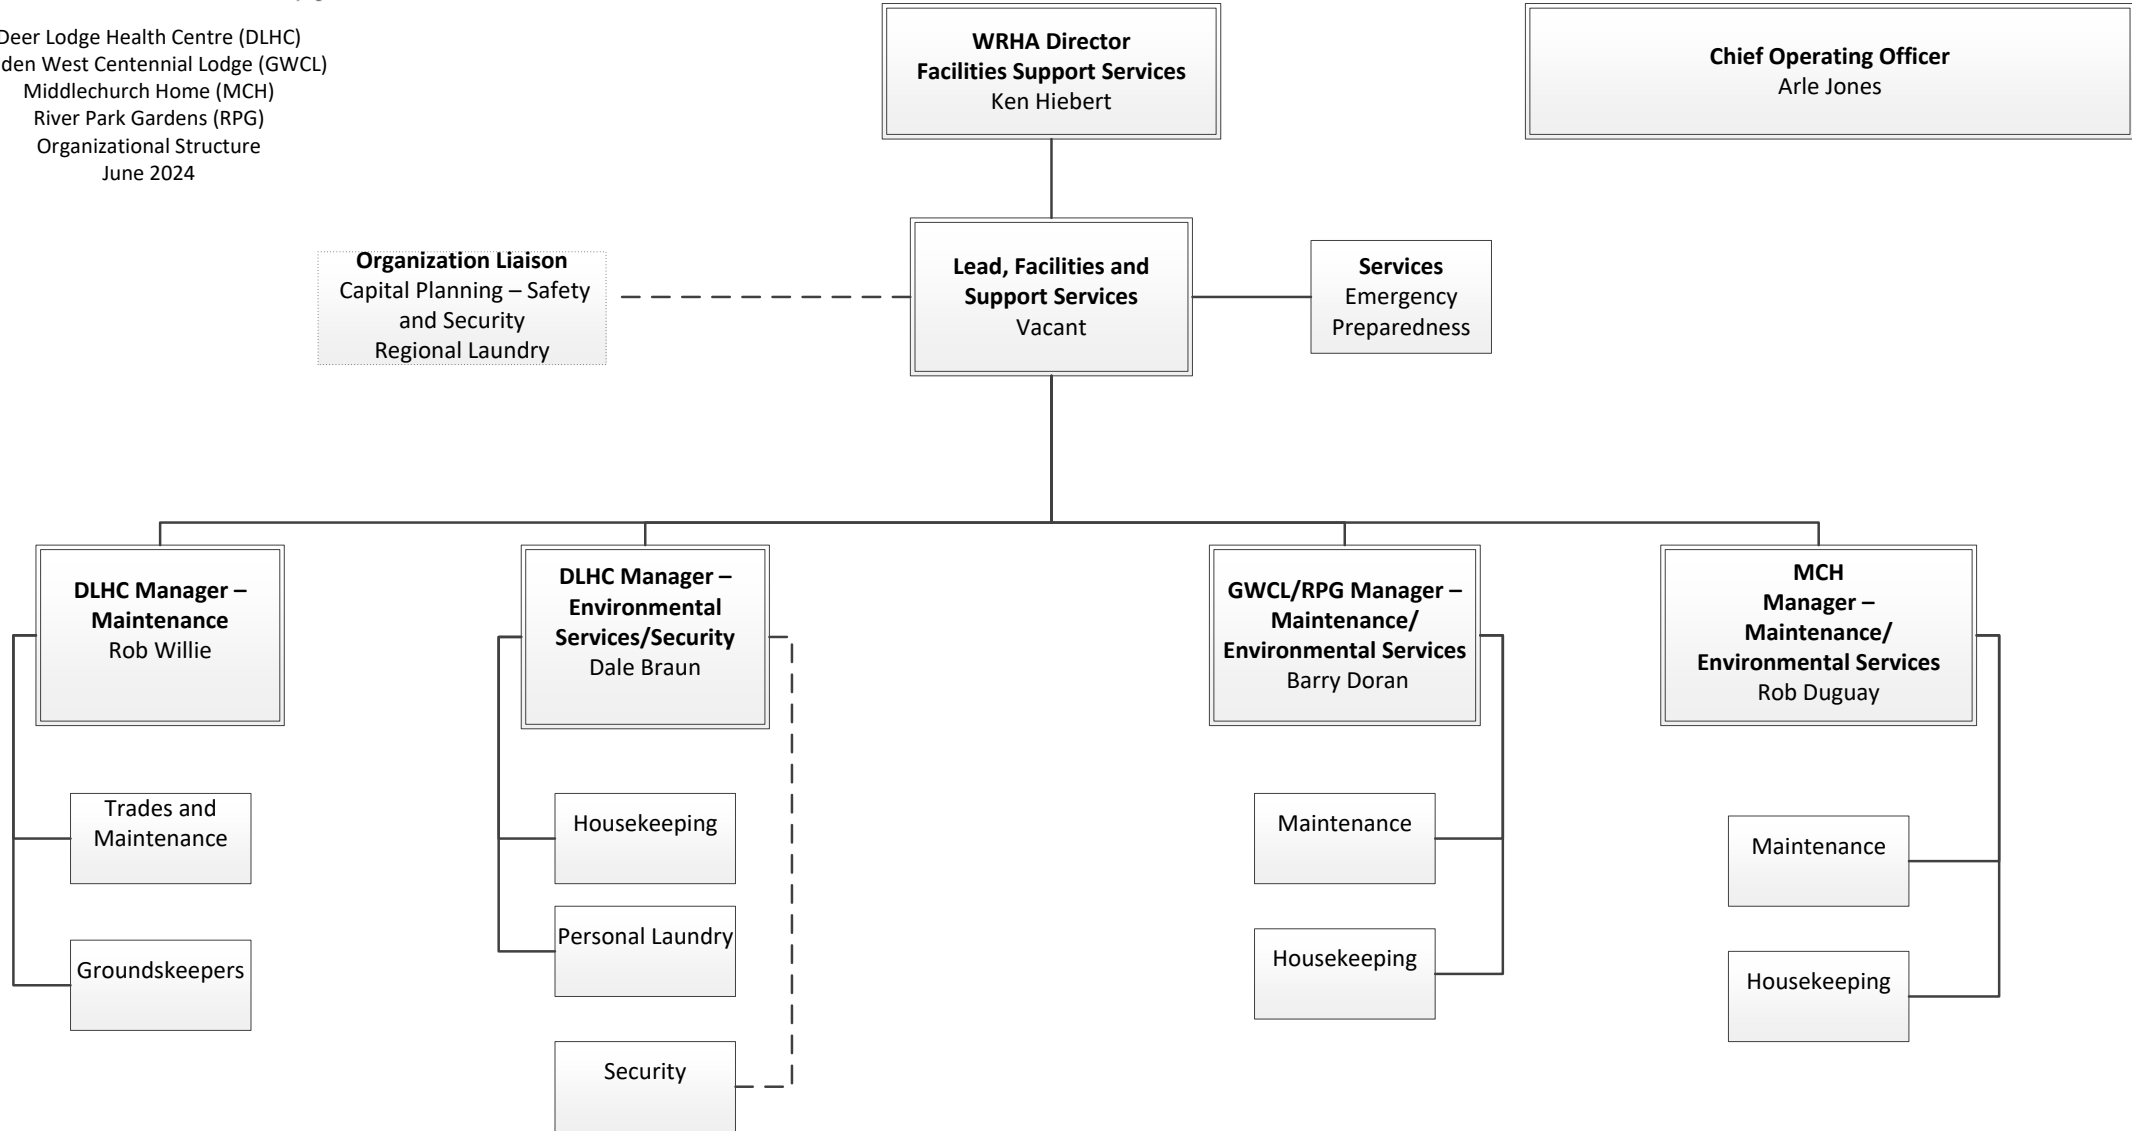 Deer Lodge Health Centre (DLHC)
den West Centennial Lodge (GWCL)
Middlechurch Home (MCH)
River Park Gardens (RPG)
Organizational Structure
June 2024
WRHA Director
Facilities Support Services
Ken Hiebert
Chief Operating Officer
Arle Jones
Organization Liaison
Capital Planning – Safety
and Security
Regional Laundry
Lead, Facilities and
Support Services
Vacant
Services
Emergency
Preparedness
DLHC Manager –
Maintenance
Rob Willie
DLHC Manager –
Environmental
Services/Security
Dale Braun
GWCL/RPG Manager –
Maintenance/
Environmental Services
Barry Doran
MCH
Manager –
Maintenance/
Environmental Services
Rob Duguay
Trades and
Maintenance
Groundskeepers
Housekeeping
Personal Laundry
Security
Maintenance
Housekeeping
Maintenance
Housekeeping